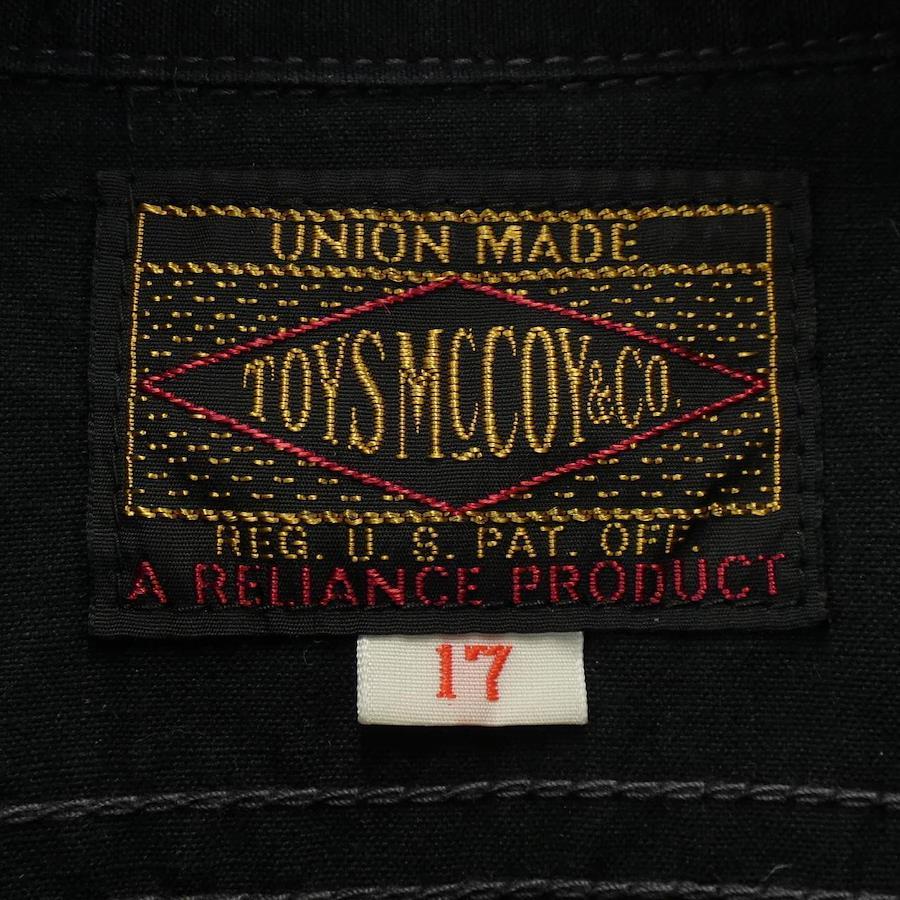 UNION MADE
TOYS McCOY & CO.
REG. U. S. PAT. OFF.
A RELIANCE PRODUCT
17